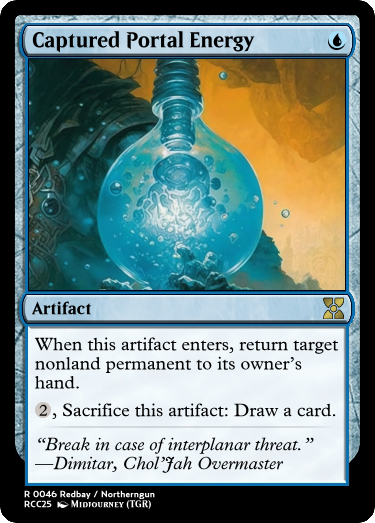 Captured Portal Energy
Artifact
When this artifact enters, return target
nonland permanent to its owner's
hand.
2, Sacrifice this artifact: Draw a card.
“Break in case of interplanar threat.”
—Dimitar, Chol’Jah Overmaster
R 0046 Redbay / Northerngun
RCC25 Midjourney (TGR)